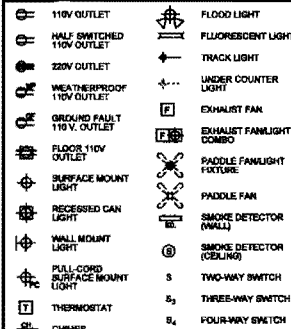 110V OUTLET
HALF SWITCHED
110V OUTLET
220V OUTLET
WEATHERPROOF
110V OUTLET
GROUND FAULT
110 V. OUTLET
FLOOR 110V
OUTLET
SURFACE MOUNT
LIGHT
RECESSED CAN
LIGHT
WALL MOUNT
LIGHT
PULL-CORD
SURFACE MOUNT
LIGHT
PC
T THERMOSTAT
CH
CHIMES
FLOOD LIGHT
FLUORESCENT LIGHT
TRACK LIGHT
UNDER COUNTER
LIGHT
F EXHAUST FAN
F EXHAUST FAN/LIGHT
COMBO
PADDLE FAN/LIGHT
FIXTURE
PADDLE FAN
SMOKE DETECTOR
(WALL)
SD.
S SMOKE DETECTOR
(CEILING)
S TWO-WAY SWITCH
S3 THREE-WAY SWITCH
S4 FOUR-WAY SWITCH